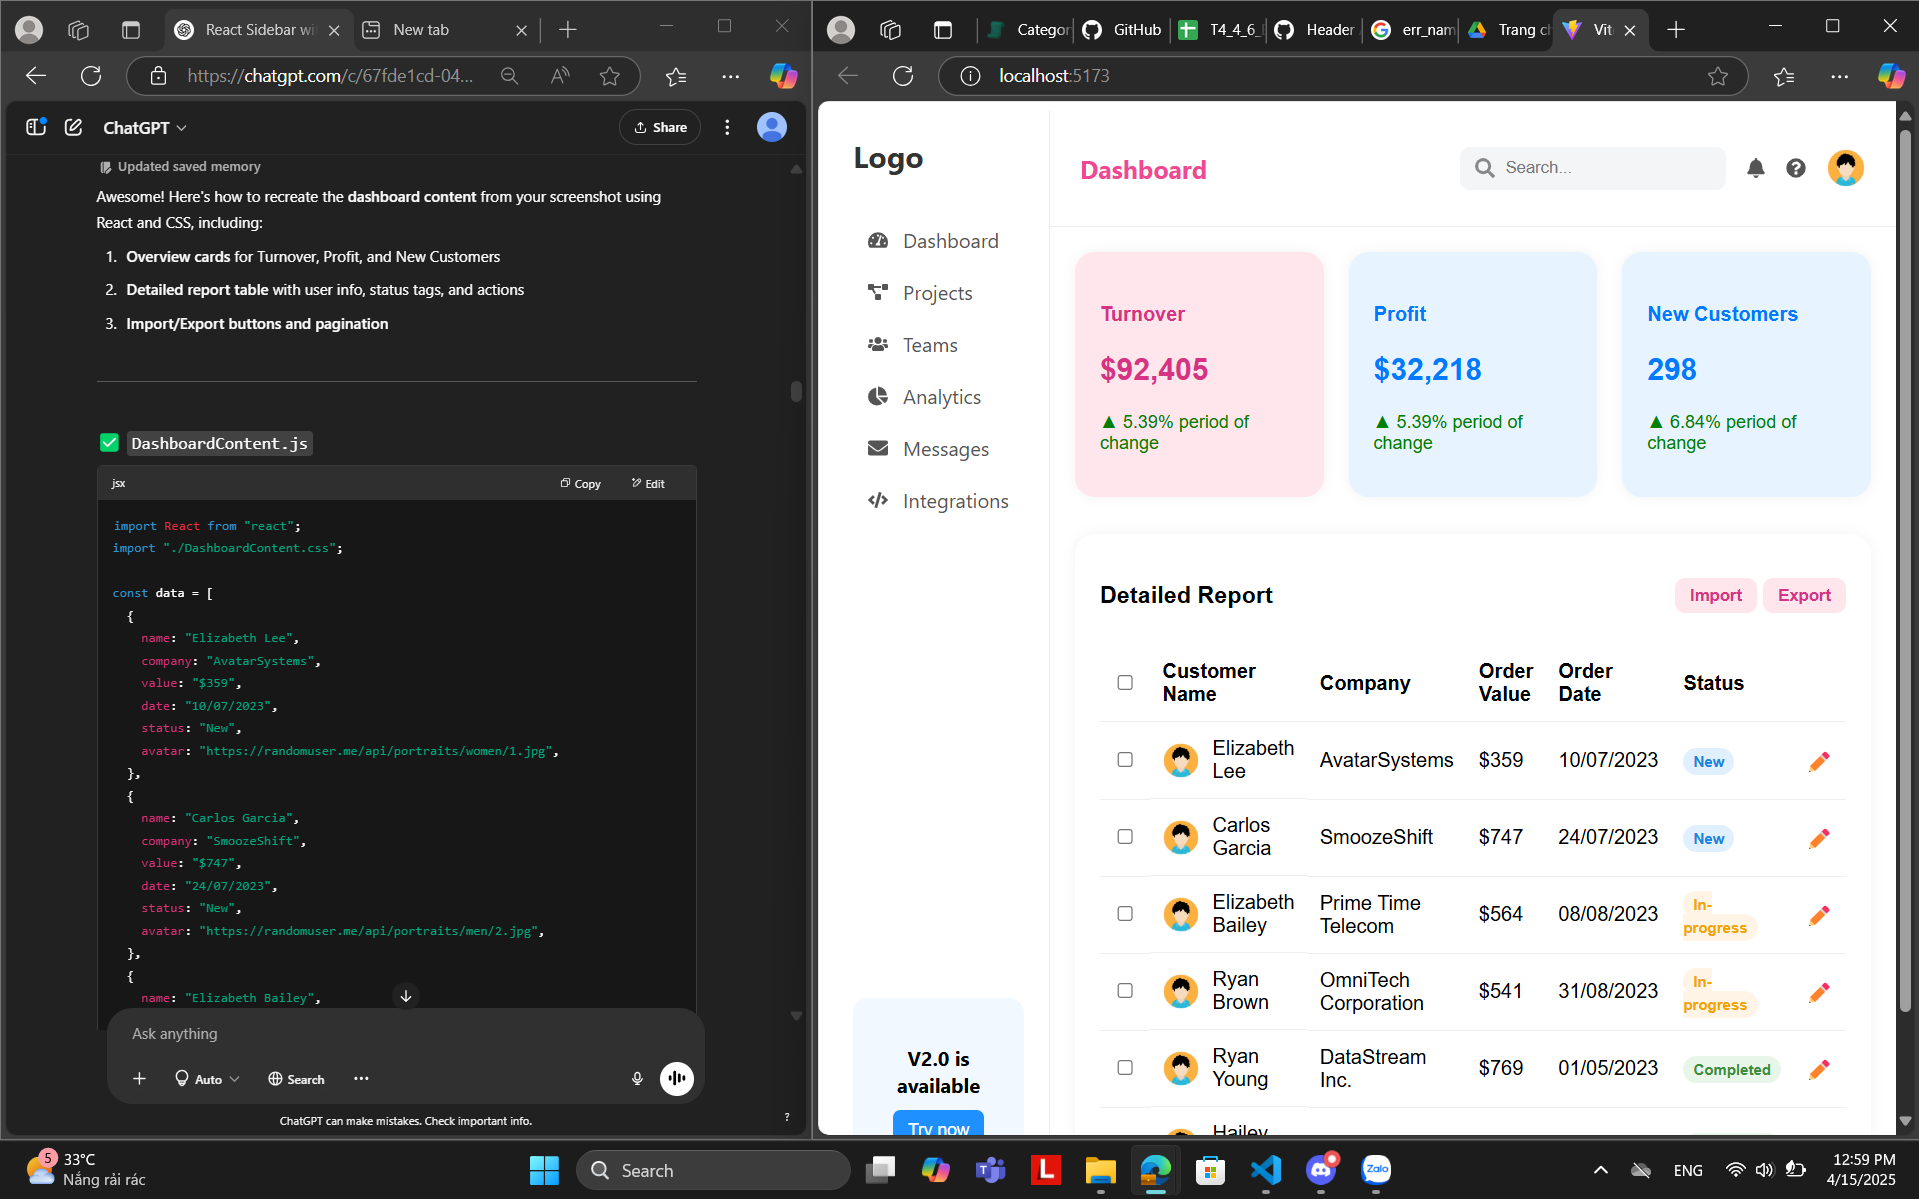 React Sidebar wi
New tab
https://chatgpt.com/c/67fde1cd-04...
ChatGPT
Share
Updated saved memory
Awesome! Here's how to recreate the dashboard content from your screenshot using
React and CSS, including:
1. Overview cards for Turnover, Profit, and New Customers
2. Detailed report table with user info, status tags, and actions
3. Import/Export buttons and pagination
DashboardContent.js
jsx
Copy
Edit
import React from "react";
import "./DashboardContent.css";
const data = [
{
name: "Elizabeth Lee",
company: "AvatarSystems",
value: "$359",
date: "10/07/2023",
status: "New",
avatar: "https://randomuser.me/api/portraits/women/1.jpg",
},
{
name: "Carlos Garcia",
company: "SmoozeShift",
value: "$747",
date: "24/07/2023",
status: "New",
avatar: "https://randomuser.me/api/portraits/men/2.jpg",
},
{
name: "Elizabeth Bailey",
Ask anything
Auto
Search
ChatGPT can make mistakes. Check important info.
?
Categor
GitHub
T4_4_6_
Header
err_nam
Trang c
Vit
localhost:5173
Logo
Dashboard
Projects
Teams
Analytics
Messages
Integrations
V2.0 is
available
Try now
Dashboard
Search...
Turnover
$92,405
▲ 5.39% period of
change
Profit
$32,218
▲ 5.39% period of
change
New Customers
298
▲ 6.84% period of
change
Detailed Report
Import
Export
Customer Name Company Order Value Order Date Status
Elizabeth Lee AvatarSystems $359 10/07/2023 New
Carlos Garcia SmoozeShift $747 24/07/2023 New
Elizabeth Bailey Prime Time Telecom $564 08/08/2023 In-progress
Ryan Brown OmniTech Corporation $541 31/08/2023 In-progress
Ryan Young DataStream Inc. $769 01/05/2023 Completed
Hailey
5
33°C
Nắng rải rác
Search
L
Zalo
ENG
12:59 PM
4/15/2025